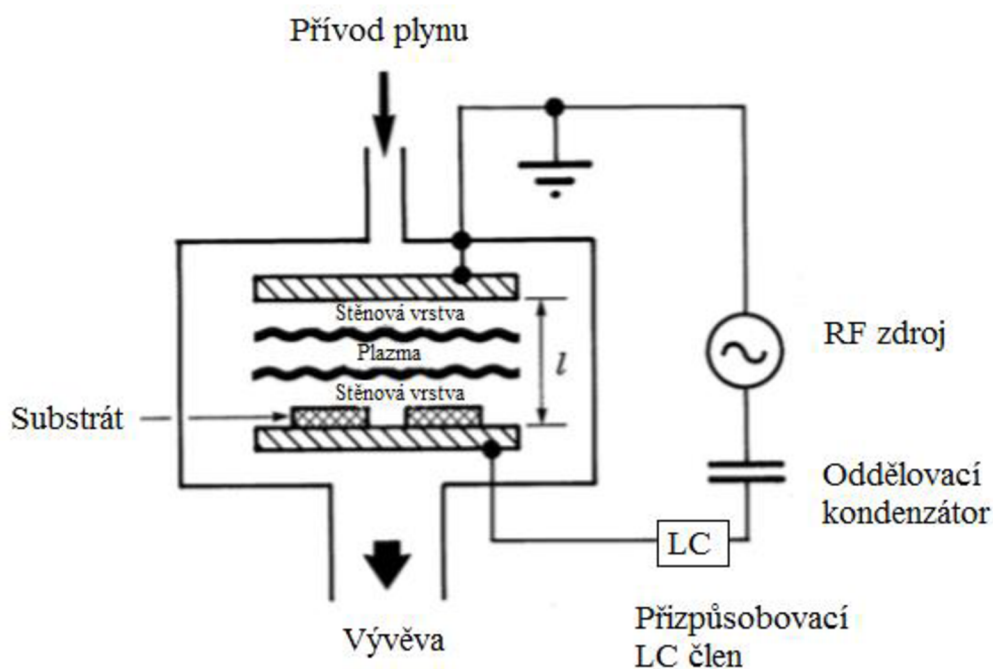 Přívod plynu
Stěnová vrstva
Plazma
Stěnová vrstva
l
Substrát
RF zdroj
Oddělovací
kondenzátor
LC
Přizpůsobovací
LC člen
Vývěva